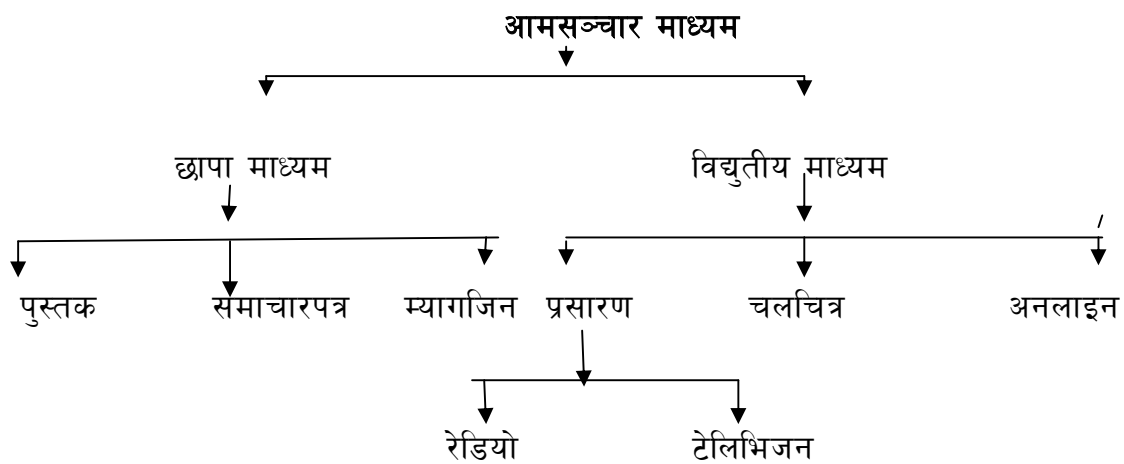 आमसञ्चार माध्यम
छापा माध्यम विद्युतीय माध्यम
पुस्तक समाचारपत्र म्यागजिन प्रसारण चलचित्र अनलाइन
रेडियो टेलिभिजन